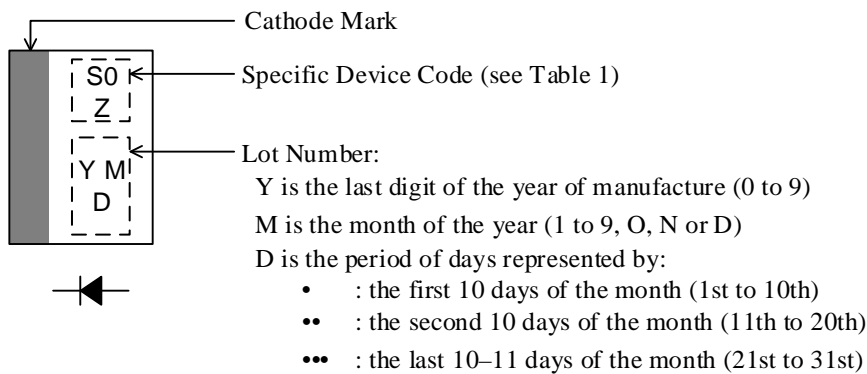 Cathode Mark
S0
Z
Specific Device Code (see Table 1)
Y M
D
Lot Number:
Y is the last digit of the year of manufacture (0 to 9)
M is the month of the year (1 to 9, O, N or D)
D is the period of days represented by:
• : the first 10 days of the month (1st to 10th)
•• : the second 10 days of the month (11th to 20th)
••• : the last 10–11 days of the month (21st to 31st)